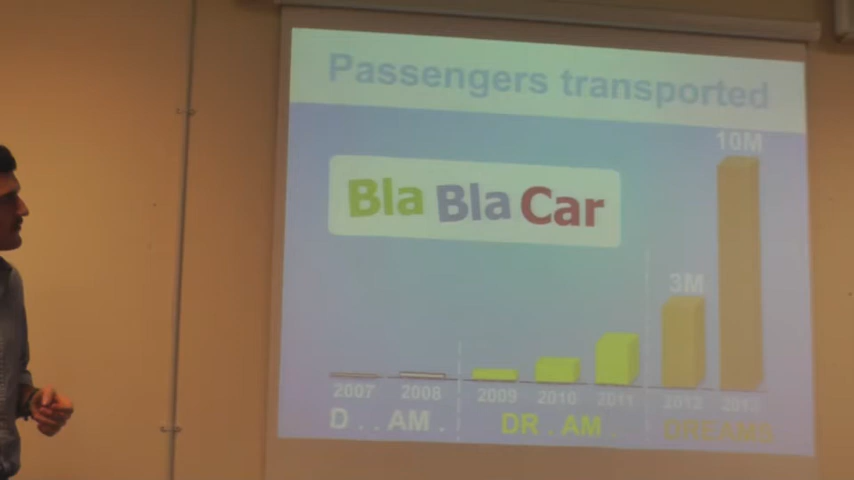 Passengers transported
10M
Bla Bla Car
3M
2007 2008 2009 2010 2011 2012 2013
D . . AM . DR . AM . DREAMS